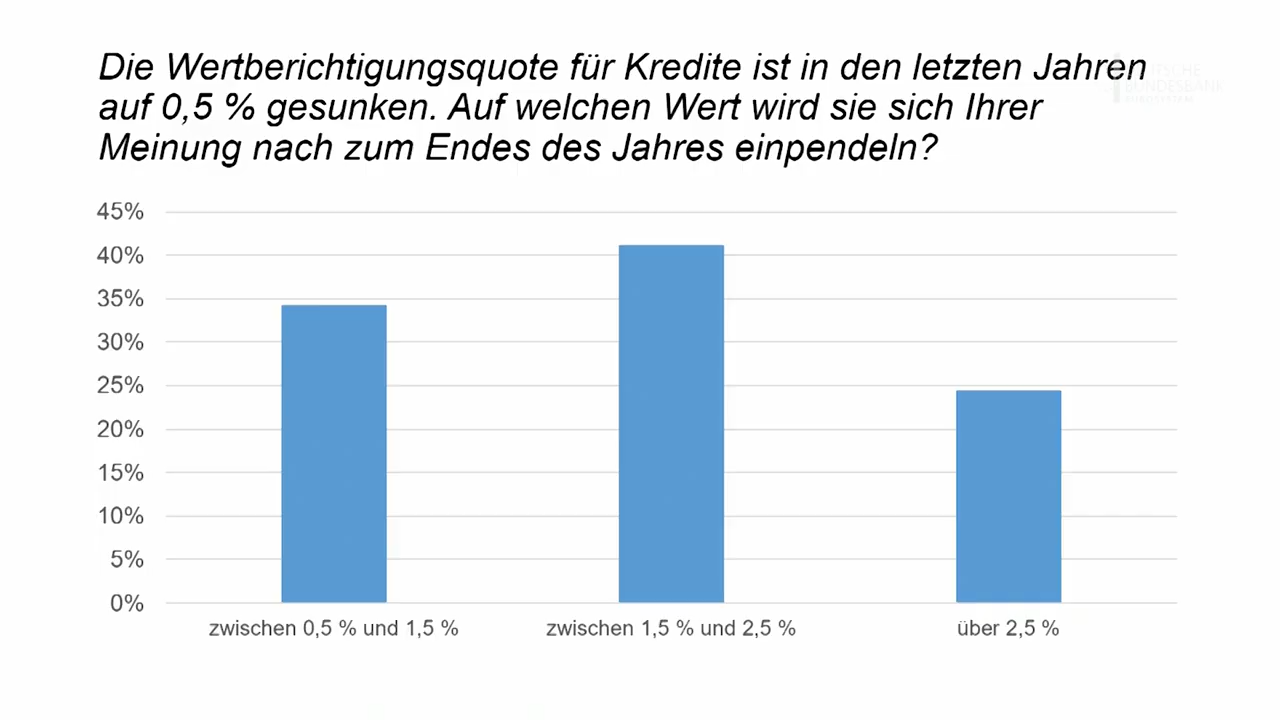 Die Wertberichtigungsquote für Kredite ist in den letzten Jahren
auf 0,5 % gesunken. Auf welchen Wert wird sie sich Ihrer
Meinung nach zum Endes des Jahres einpendeln?
BUNDESBANK
EUROSYSTEM
45%
40%
35%
30%
25%
20%
15%
10%
5%
0%
zwischen 0,5 % und 1,5 %
zwischen 1,5 % und 2,5 %
über 2,5 %